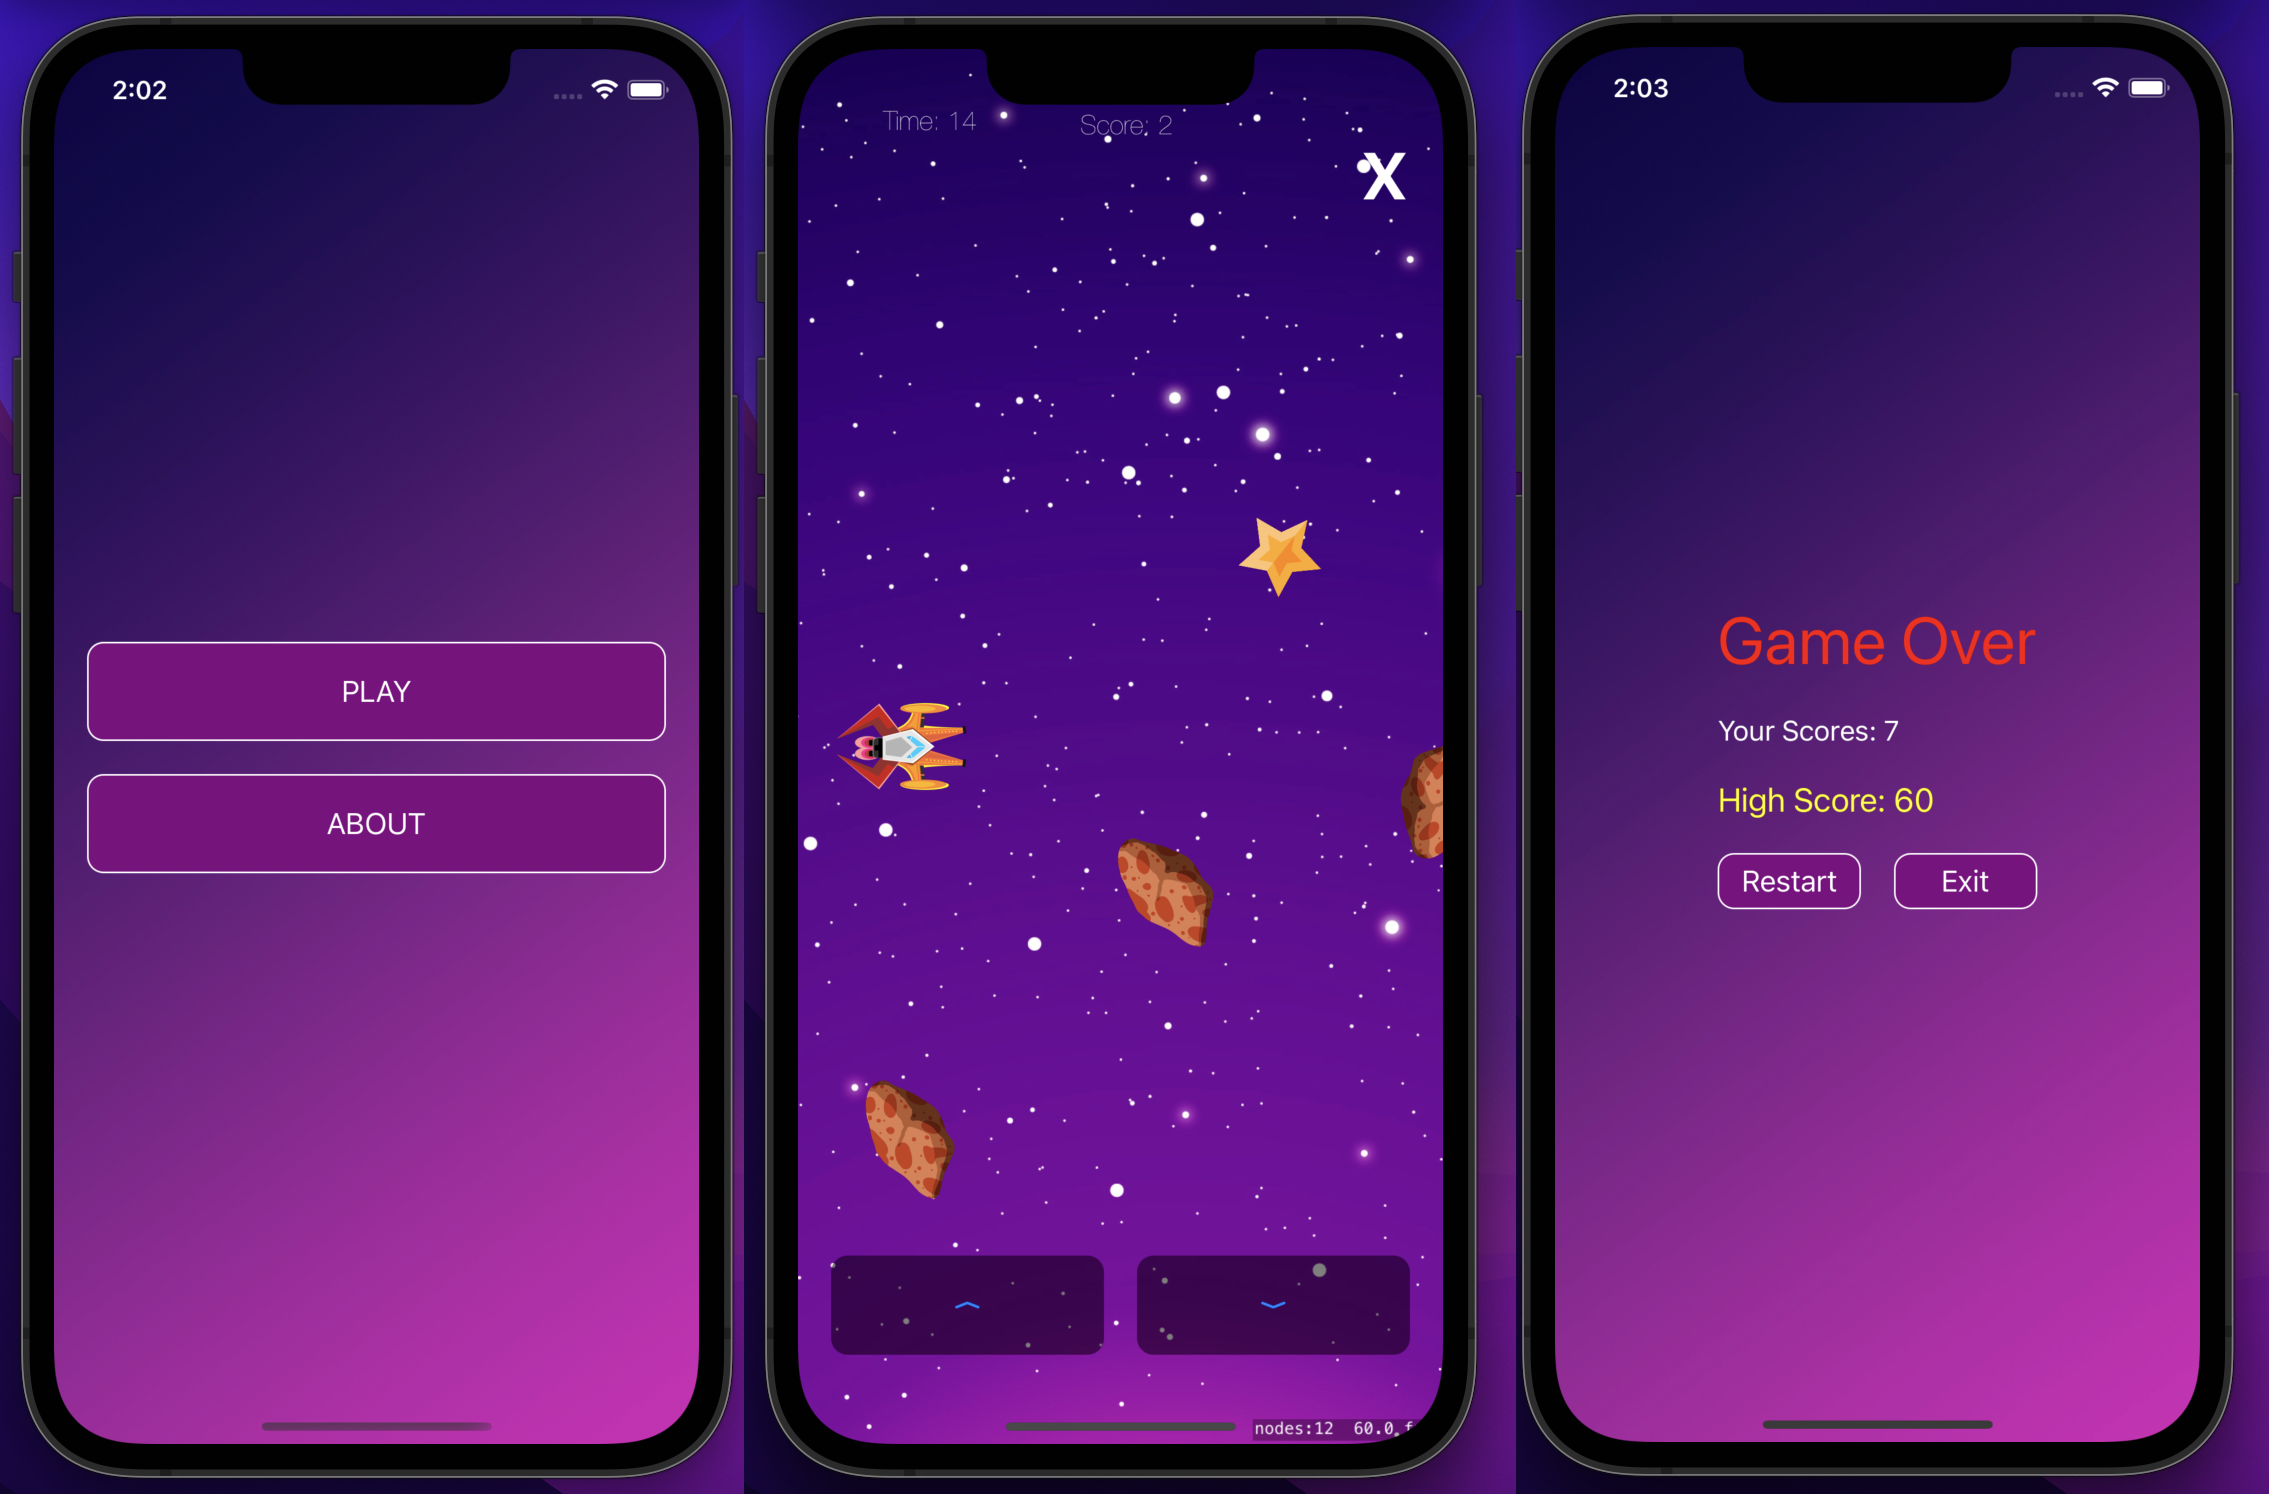 2:02
PLAY
ABOUT
Time: 14
Score: 2
X
nodes:12 60.0 f
2:03
Game Over
Your Scores: 7
High Score: 60
Restart
Exit